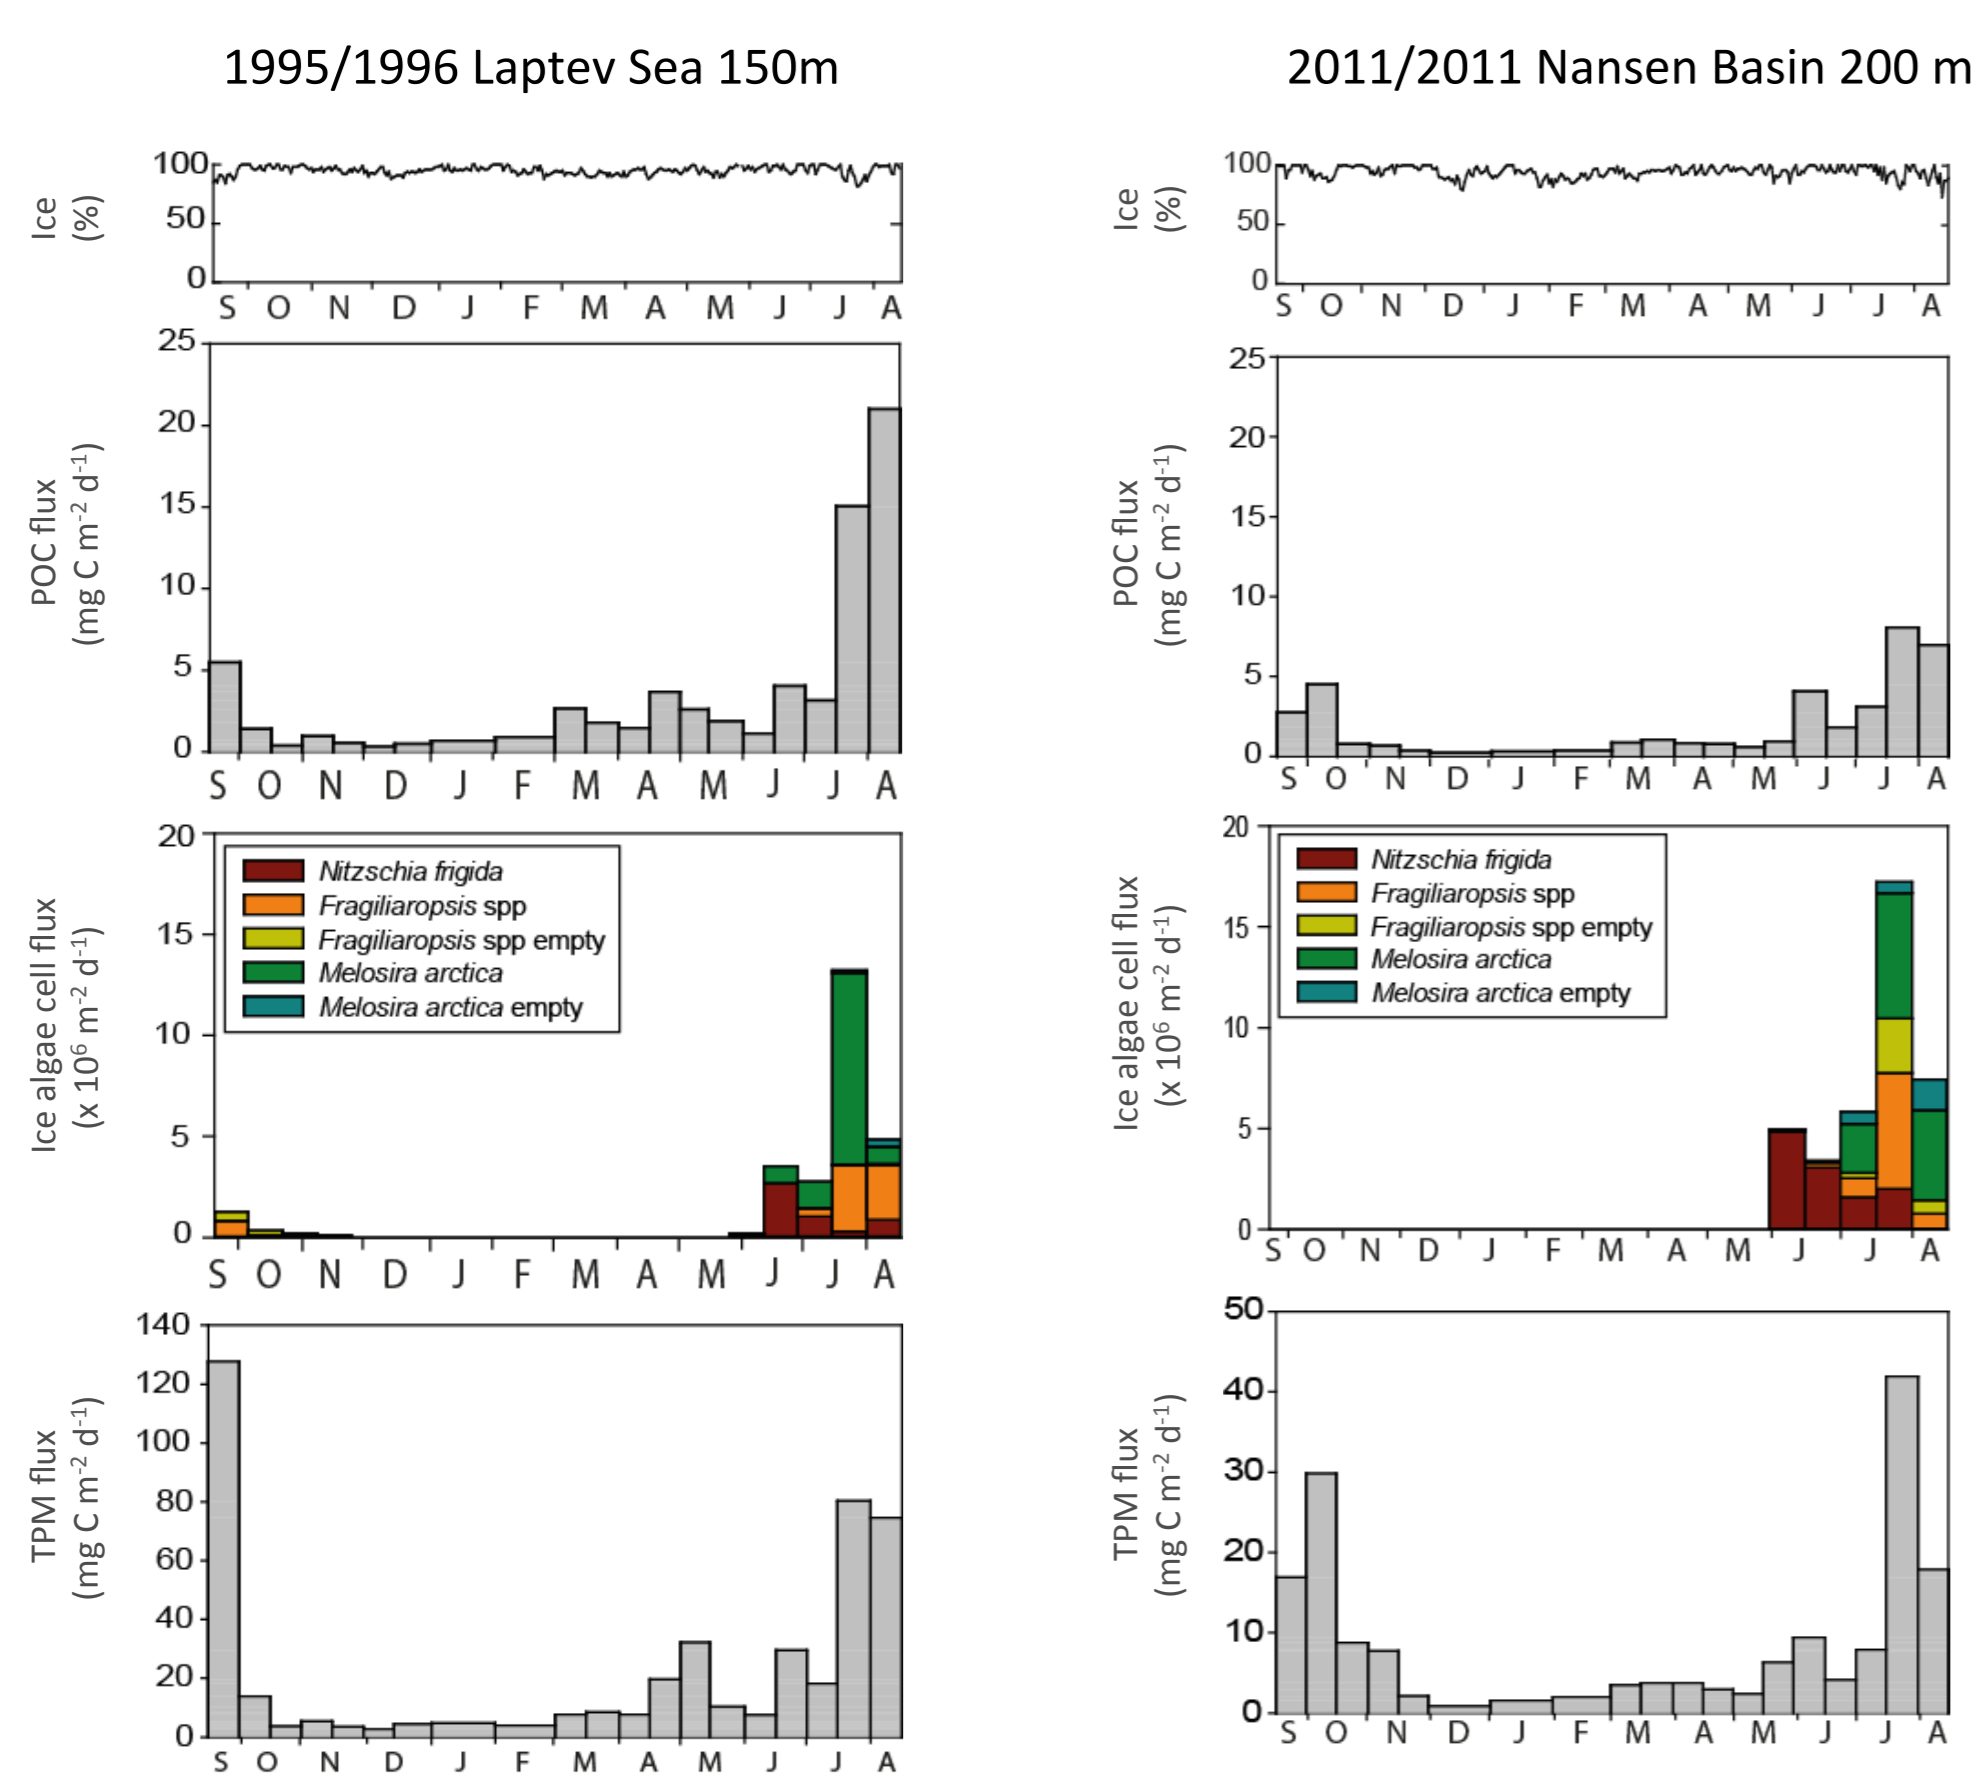 1995/1996 Laptev Sea 150m
2011/2011 Nansen Basin 200 m
Ice
(%)
100
50
0
S O N D J F M A M J J A
Ice
(%)
100
50
0
S O N D J F M A M J J A
POC flux
(mg C m-2 d-1)
25
20
15
10
5
0
S O N D J F M A M J J A
POC flux
(mg C m-2 d-1)
25
20
15
10
5
0
S O N D J F M A M J J A
Ice algae cell flux
(x 10⁶ m-2 d-1)
20
15
10
5
0
Nitzschia frigida
Fragiliaropsis spp
Fragiliaropsis spp empty
Melosira arctica
Melosira arctica empty
S O N D J F M A M J J A
Ice algae cell flux
(x 10⁶ m-2 d-1)
20
15
10
5
0
Nitzschia frigida
Fragiliaropsis spp
Fragiliaropsis spp empty
Melosira arctica
Melosira arctica empty
S O N D J F M A M J J A
TPM flux
(mg C m-2 d-1)
140
120
100
80
60
40
20
0
S O N D J F M A M J J A
TPM flux
(mg C m-2 d-1)
50
40
30
20
10
0
S O N D J F M A M J J A